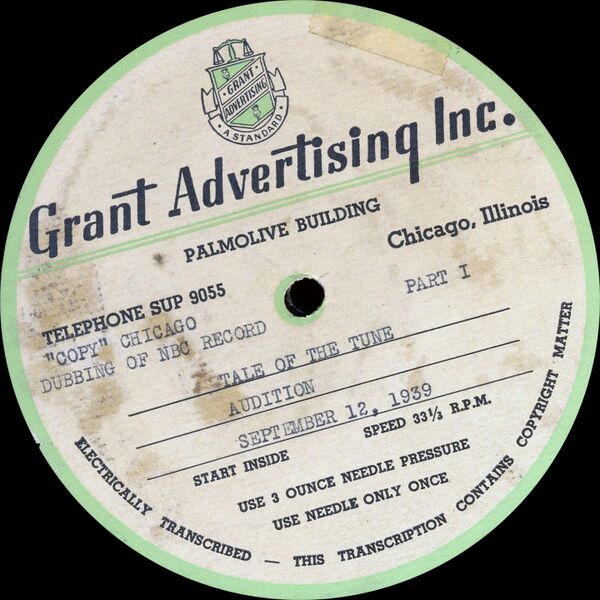 GRANT
ADVERTISING
A STANDARD
Grant Advertising Inc.
PALMOLIVE BUILDING
Chicago, Illinois
TELEPHONE SUP 9055
"COPY" CHICAGO
PART I
DUBBING OF NBC RECORD
TALE OF THE TUNE
AUDITION
SEPTEMBER 12, 1939
START INSIDE
SPEED 33⅓ R.P.M.
USE 3 OUNCE NEEDLE PRESSURE
USE NEEDLE ONLY ONCE
ELECTRICALLY TRANSCRIBED — THIS TRANSCRIPTION CONTAINS COPYRIGHT MATTER